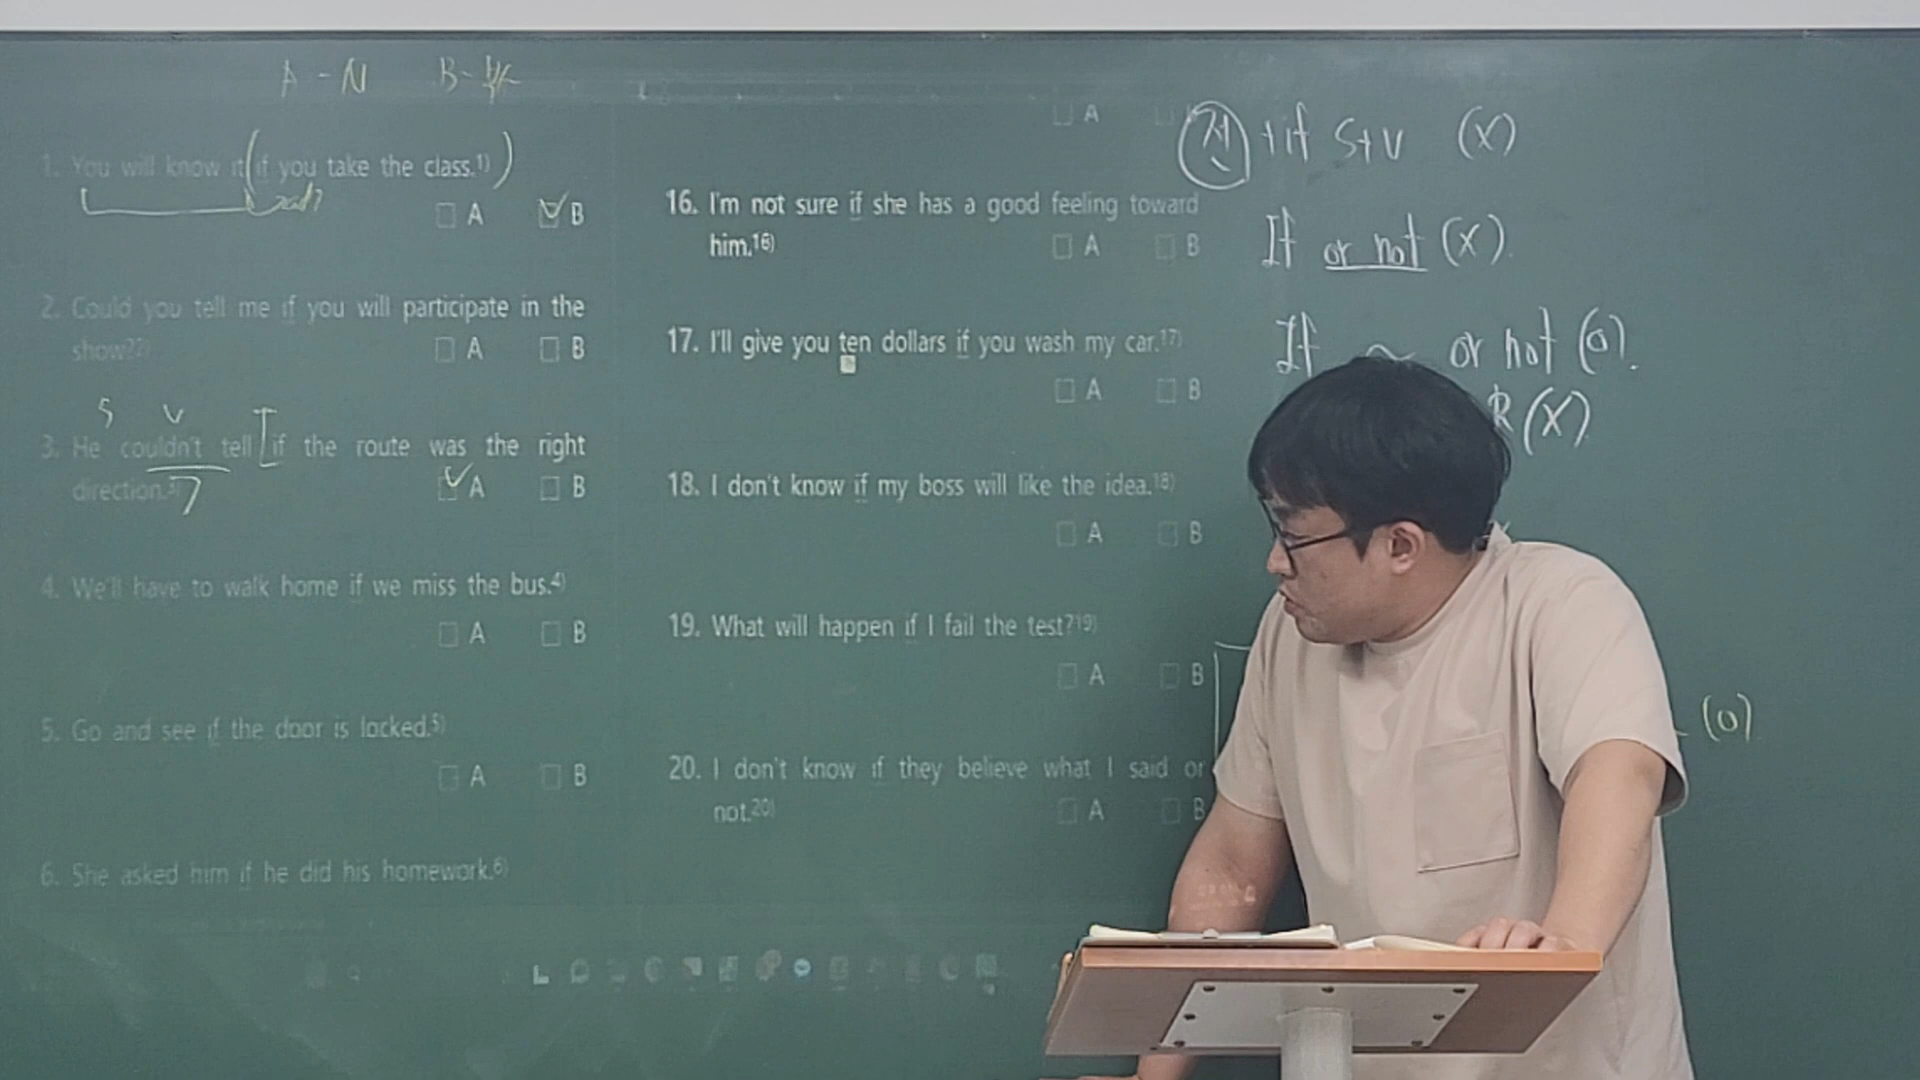 A - N B-부
1. You will know it (if you take the class.1))
A B
2. Could you tell me if you will participate in the
show?2)
A B
S V
3. He couldn't tell [if the route was the right
direction.3)
A B
4. We'll have to walk home if we miss the bus.4)
A B
5. Go and see if the door is locked.5)
A B
6. She asked him if he did his homework.6)
A
16. I'm not sure if she has a good feeling toward
him.16)
A B
17. I'll give you ten dollars if you wash my car.17)
A B
18. I don't know if my boss will like the idea.18)
A B
19. What will happen if I fail the test?19)
A B
20. I don't know if they believe what I said or
not.20)
A B
전 + if S+V (X)
If or not (X).
If ~ or not (O).
(X)
(O)